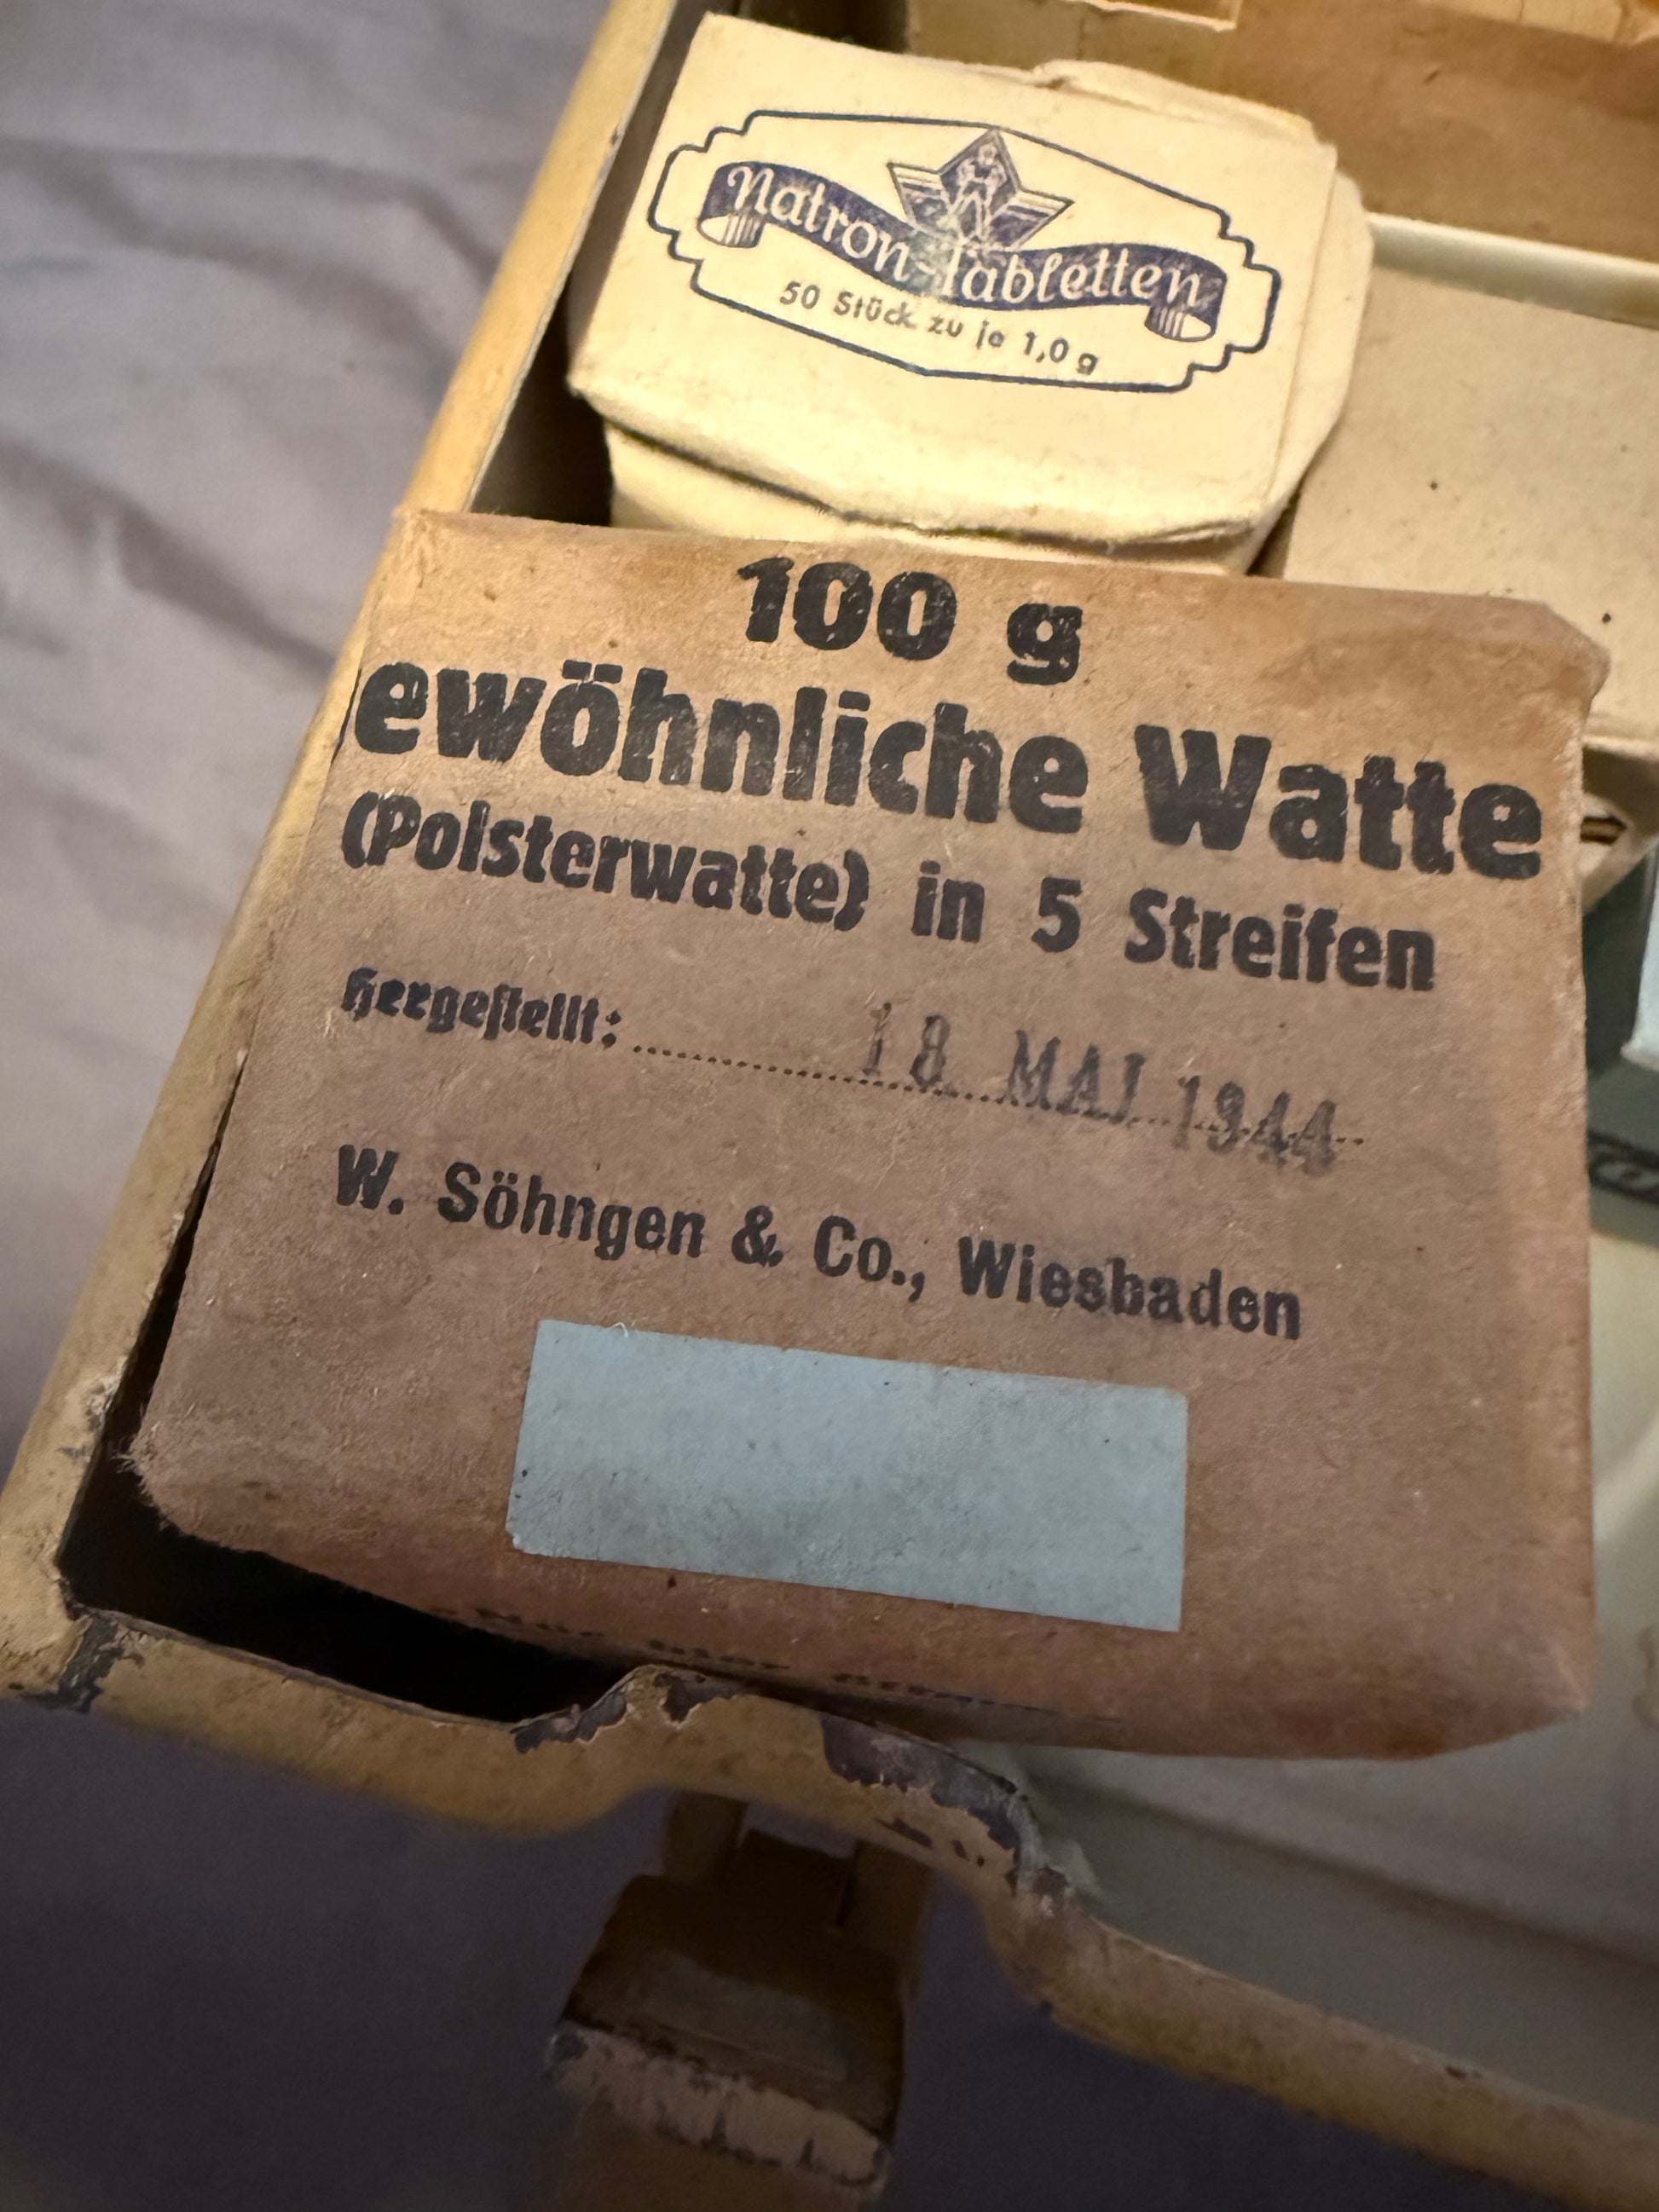 Natron-Tabletten
50 Stück zu je 1,0 g
100 g
ewöhnliche Watte
(Polsterwatte) in 5 Streifen
Hergestellt: 18. MAI 1944
W. Söhngen & Co., Wiesbaden